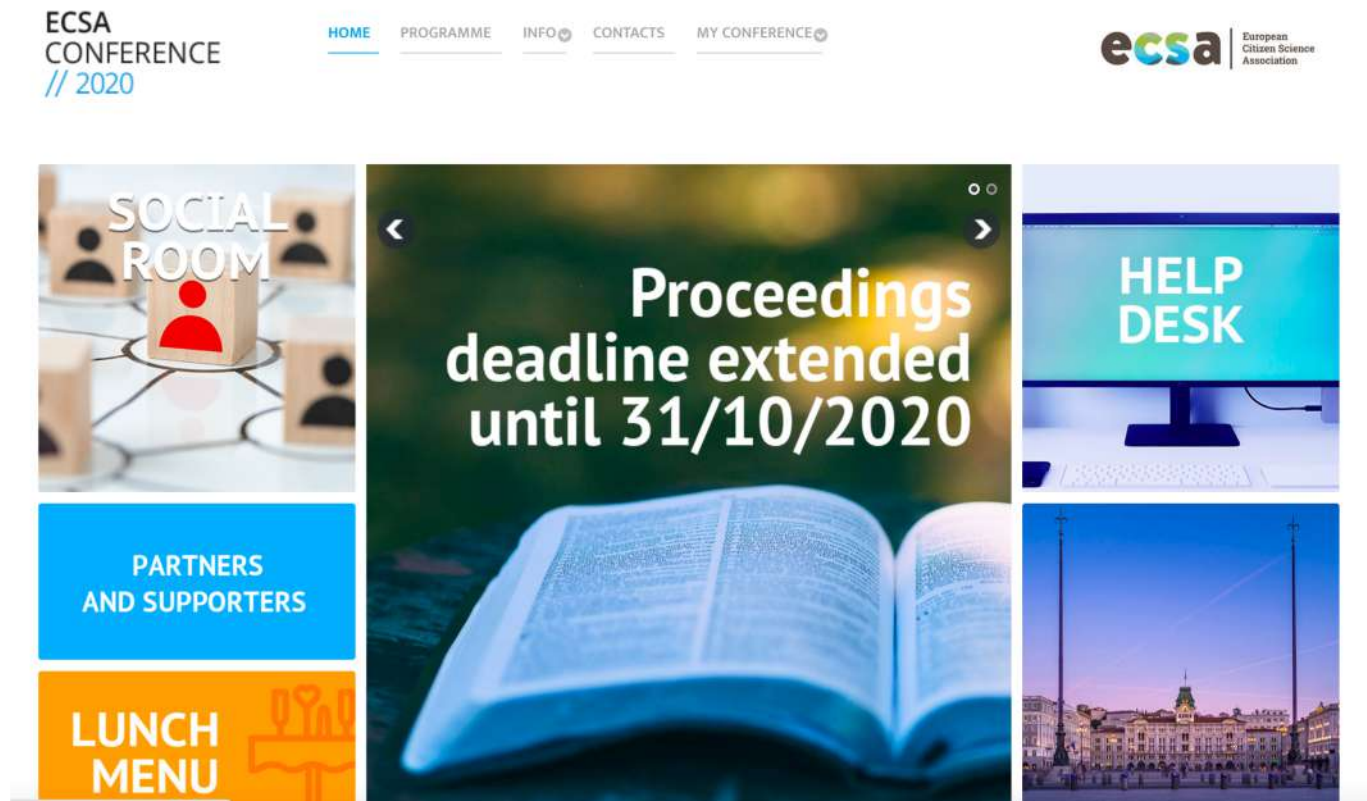 ECSA
CONFERENCE
// 2020
HOME
PROGRAMME
INFO
CONTACTS
MY CONFERENCE
ecsa
European
Citizen Science
Association
SOCIAL
ROOM
Proceedings
deadline extended
until 31/10/2020
HELP
DESK
PARTNERS
AND SUPPORTERS
LUNCH
MENU